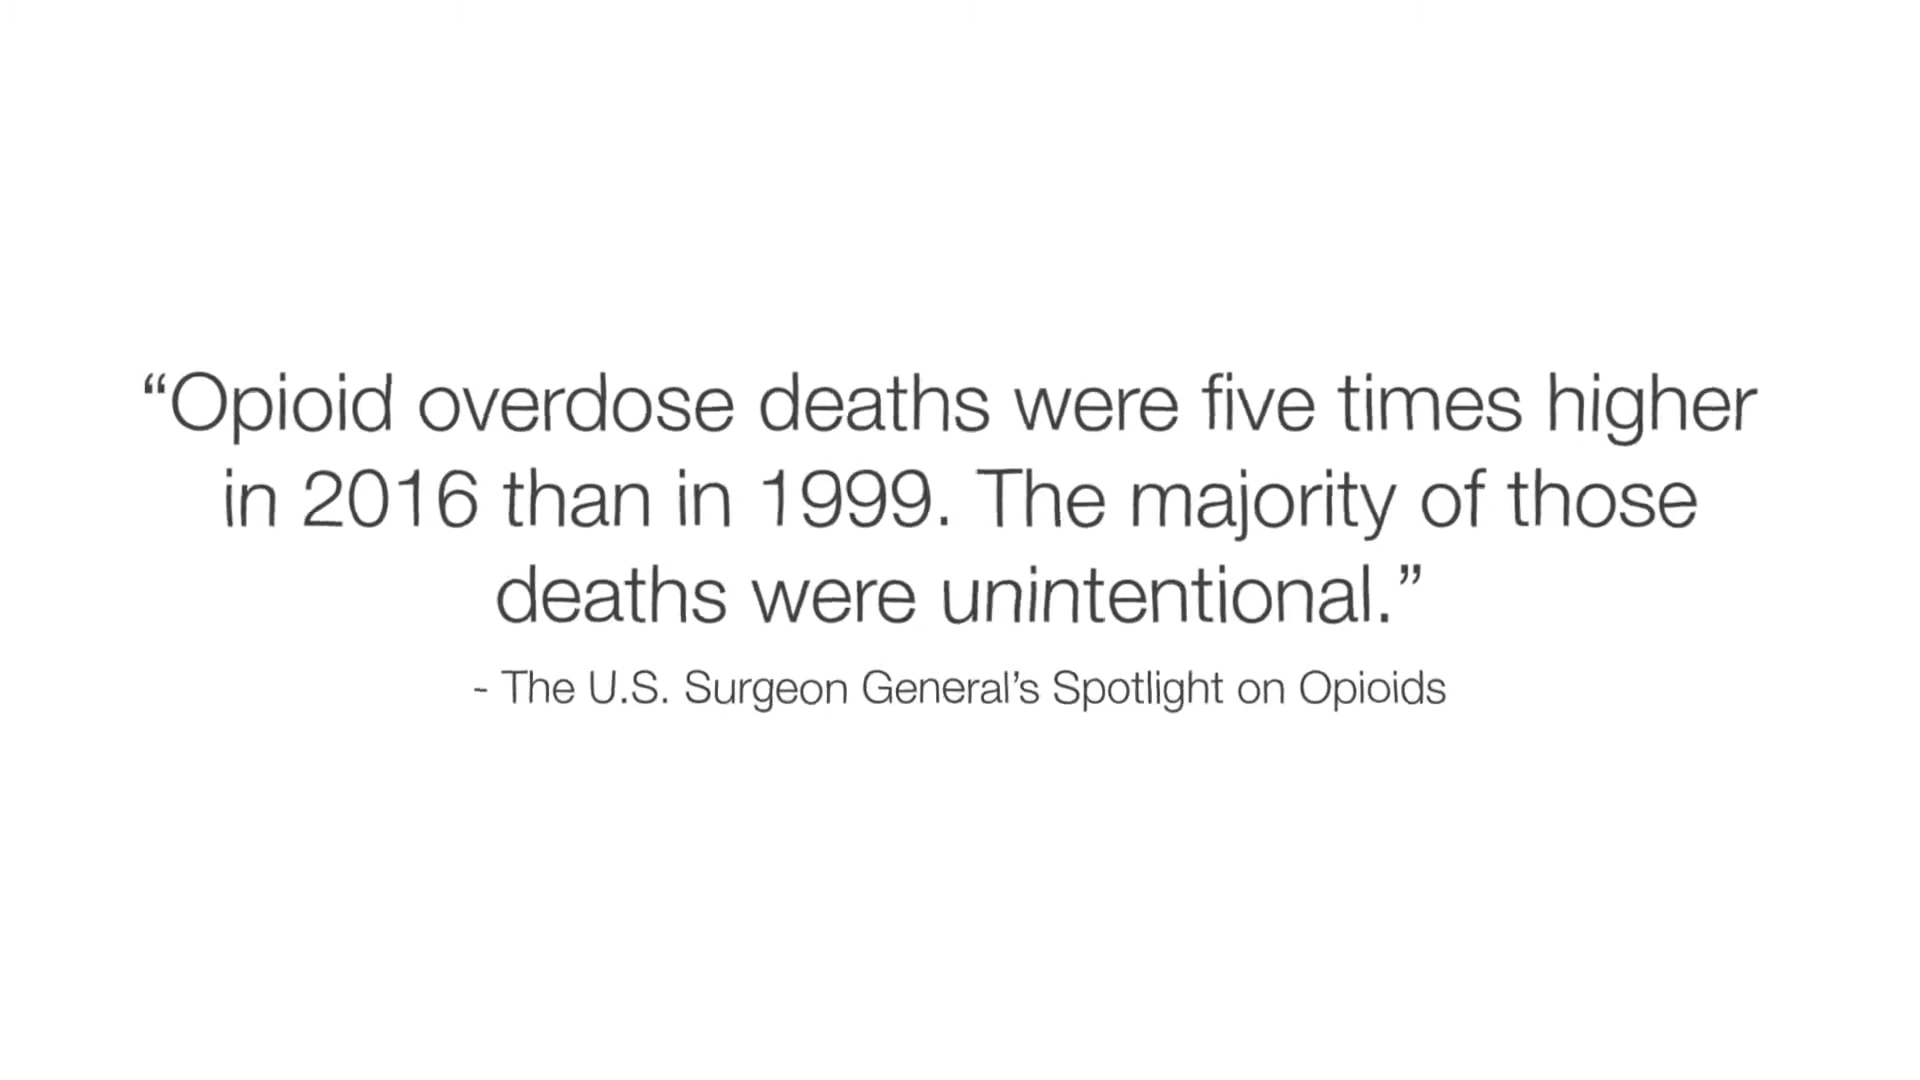 “Opioid overdose deaths were five times higher
in 2016 than in 1999. The majority of those
deaths were unintentional.”
- The U.S. Surgeon General’s Spotlight on Opioids